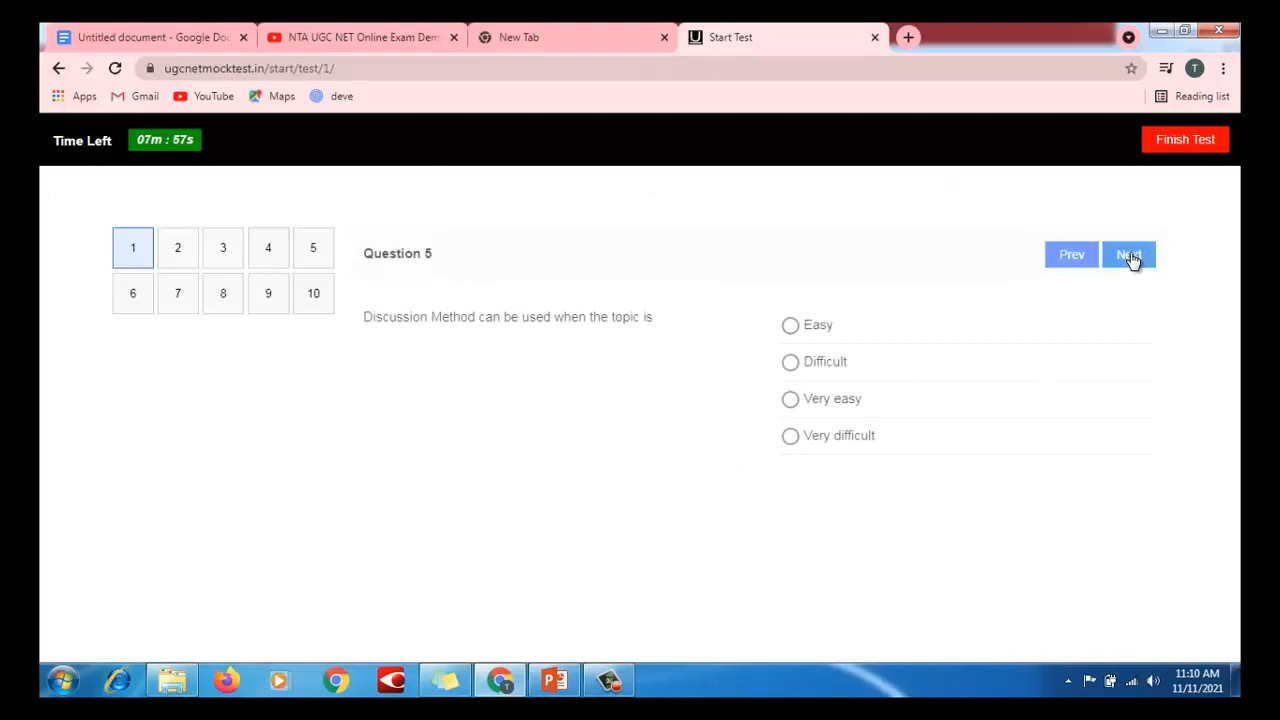 Untitled document - Google Doc
NTA UGC NET Online Exam Dem
New Tab
Start Test
ugcnetmocktest.in/start/test/1/
T
Apps
Gmail
YouTube
Maps
deve
Reading list
Time Left
07m : 57s
Finish Test
1 2 3 4 5
6 7 8 9 10
Question 5
Prev
Next
Discussion Method can be used when the topic is
Easy
Difficult
Very easy
Very difficult
11:10 AM
11/11/2021